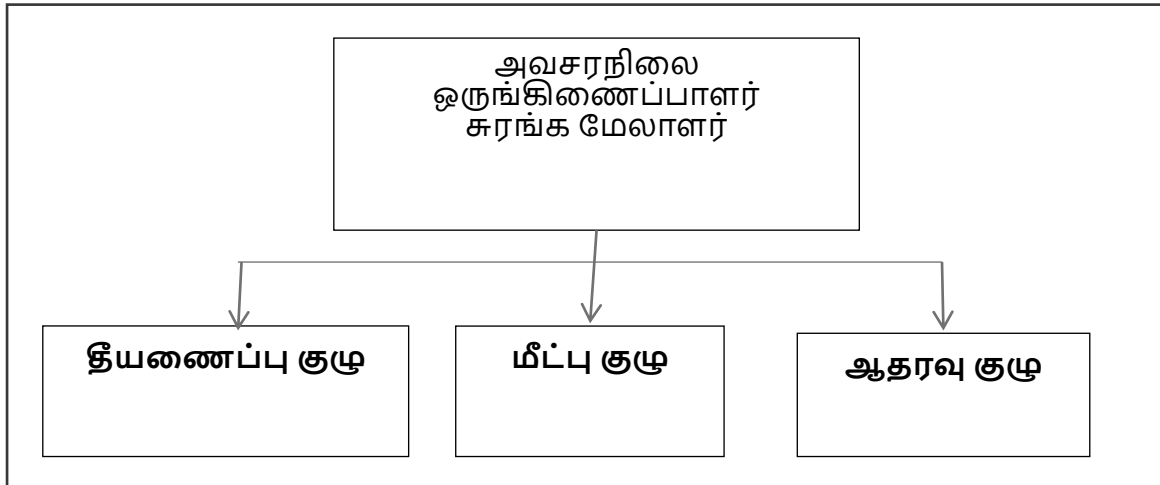 அவசரநிலை
ஒருங்கிணைப்பாளர்
சுரங்க மேலாளர்
தீயணைப்பு குழு
மீட்பு குழு
ஆதரவு குழு